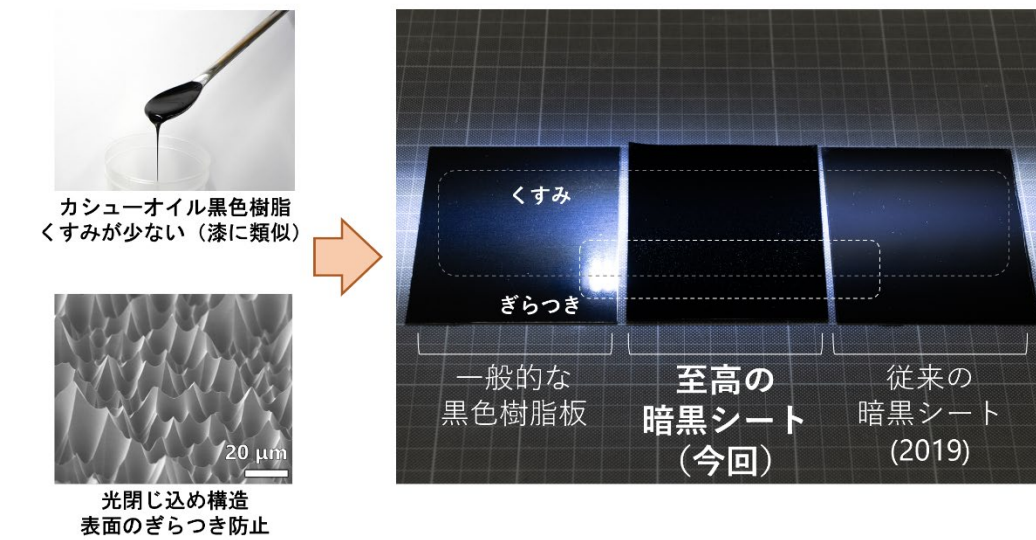 カシューオイル黒色樹脂
くすみが少ない（漆に類似）
20 μm
光閉じ込め構造
表面のぎらつき防止
くすみ
ぎらつき
一般的な
黒色樹脂板
至高の
暗黒シート
（今回）
従来の
暗黒シート
(2019)